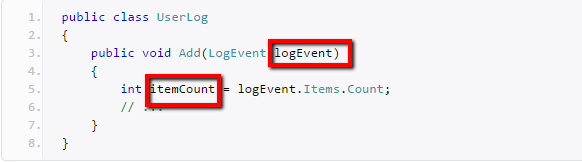 1. public class UserLog
2. {
3. public void Add(LogEvent logEvent)
4. {
5. int itemCount = logEvent.Items.Count;
6. // ...
7. }
8. }